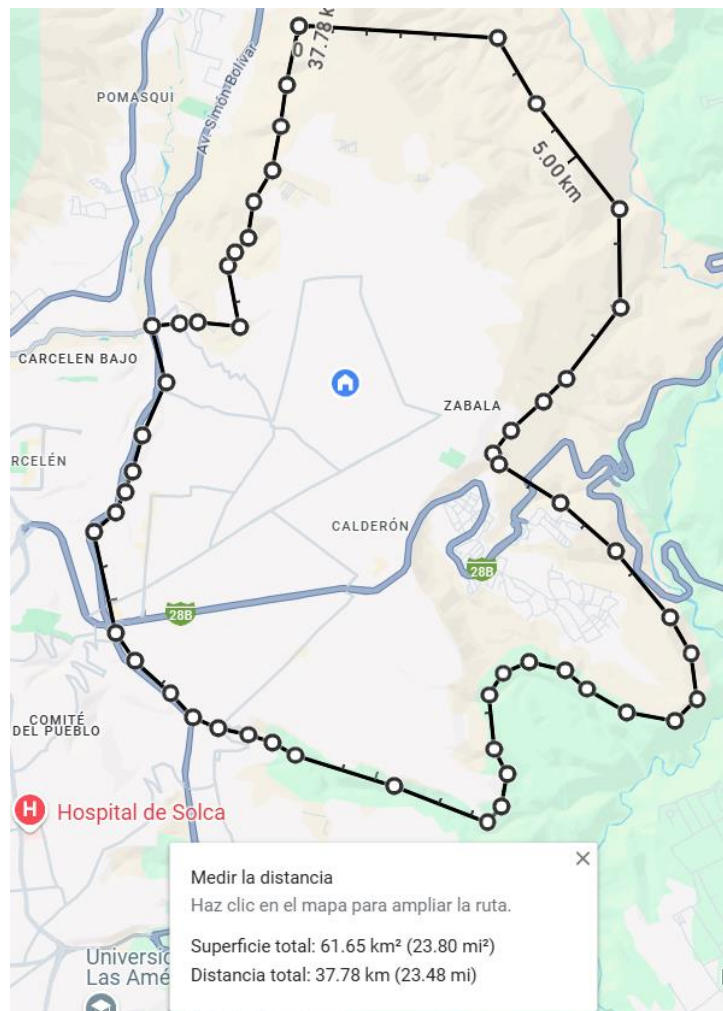 37.78 k
POMASQUI
Av. Simón Bolívar
5.00 km
CARCELEN BAJO
ZABALA
RCELÉN
CALDERÓN
28B
28B
COMITÉ
DEL PUEBLO
H
Hospital de Solca
Medir la distancia
Haz clic en el mapa para ampliar la ruta.
Superficie total: 61.65 km² (23.80 mi²)
Distancia total: 37.78 km (23.48 mi)
Universid
Las Amé